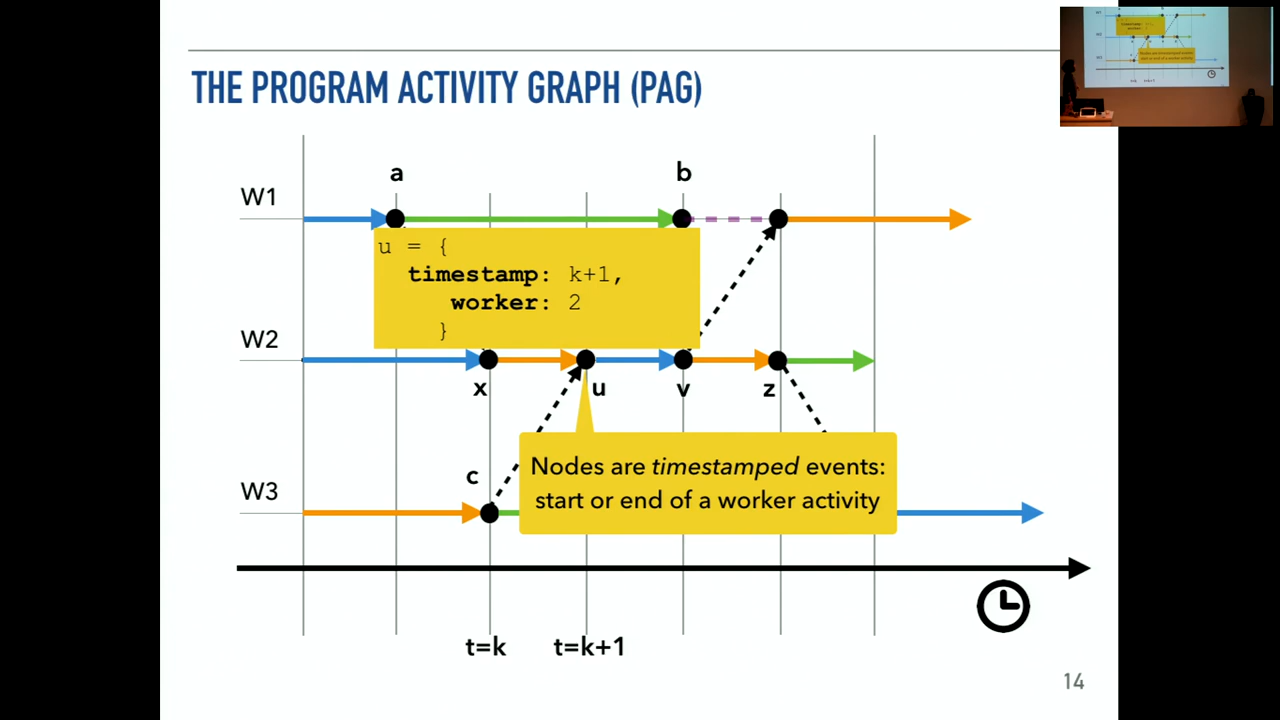 THE PROGRAM ACTIVITY GRAPH (PAG)
a
b
W1
u = {
timestamp: k+1,
worker: 2
}
W2
x
u
v
z
Nodes are timestamped events:
start or end of a worker activity
c
W3
t=k
t=k+1
14